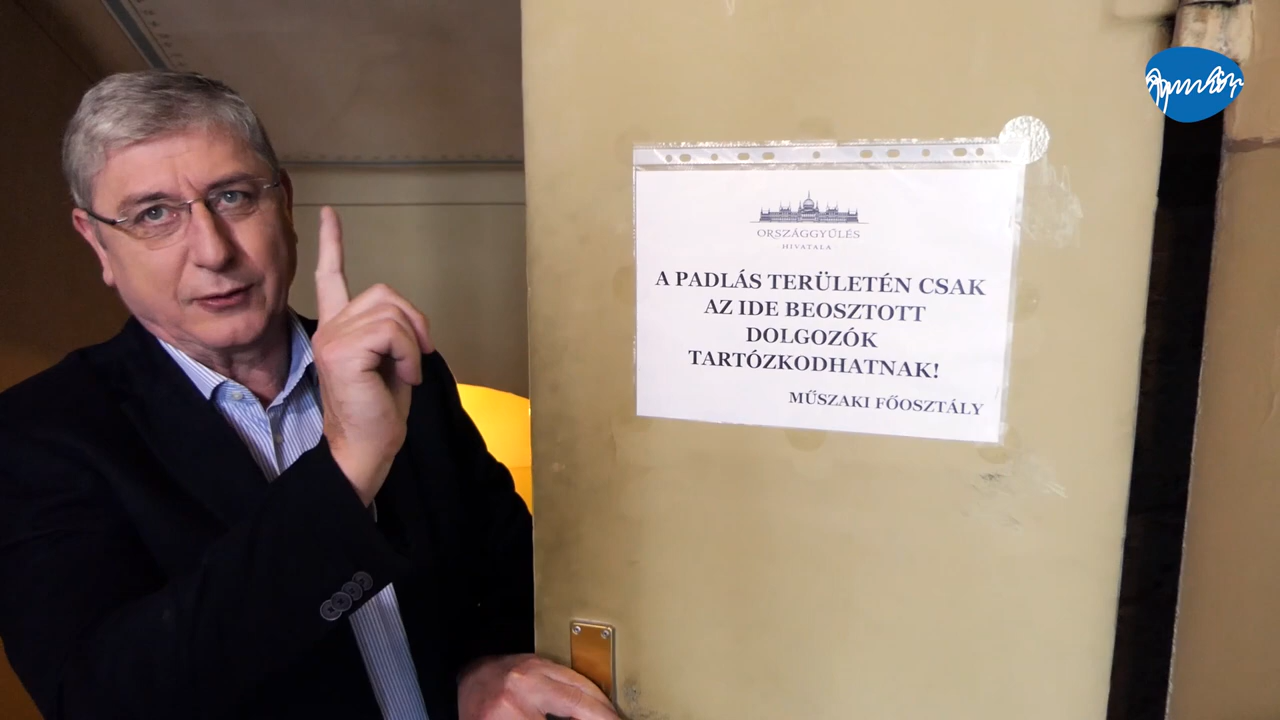 ORSZÁGGYŰLÉS
HIVATALA
A PADLÁS TERÜLETÉN CSAK
AZ IDE BEOSZTOTT
DOLGOZÓK
TARTÓZKODHATNAK!
MŰSZAKI FŐOSZTÁLY